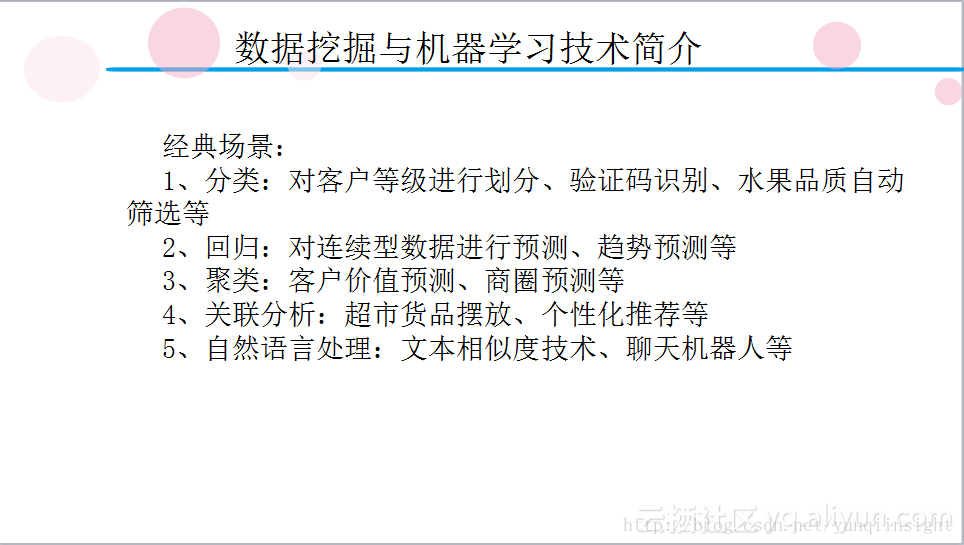 数据挖掘与机器学习技术简介
经典场景：
1、分类：对客户等级进行划分、验证码识别、水果品质自动
筛选等
2、回归：对连续型数据进行预测、趋势预测等
3、聚类：客户价值预测、商圈预测等
4、关联分析：超市货品摆放、个性化推荐等
5、自然语言处理：文本相似度技术、聊天机器人等
云栖社区 yq.aliyun.com
http://blog.csdn.net/yunqiinsight